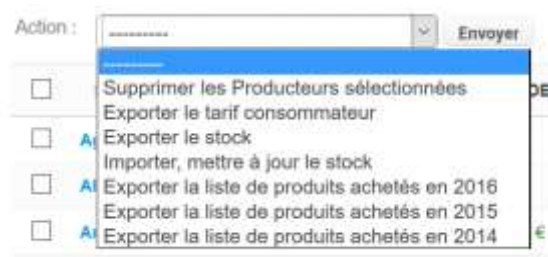 Action : --------- Envoyer
---------
Supprimer les Producteurs sélectionnées
Exporter le tarif consommateur
Exporter le stock
Importer, mettre à jour le stock
Exporter la liste de produits achetés en 2016
Exporter la liste de produits achetés en 2015
Exporter la liste de produits achetés en 2014
€